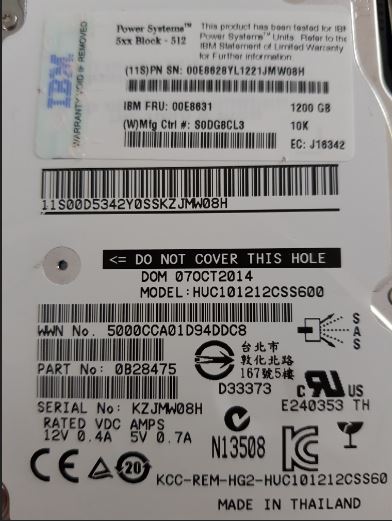 IBM
WARRANTY VOID IF REMOVED
Power Systems™
5xx Block - 512
This product has been tested for IBM
Power Systems™ Units. Refer to the
IBM Statement of Limited Warranty
for Further information
(11S)PN SN: 00E8628YL1221JMW08H
IBM FRU: 00E8631
1200 GB
(W)Mfg Ctrl #: S0DG8CL3
10K
EC: J16342
11S00D5342Y0SSKZJMW08H
<= DO NOT COVER THIS HOLE
DOM 07OCT2014
MODEL:HUC101212CSS600
WWN No. 5000CCA01D94DDC8
SAS
PART No: 0B28475
台北市
敦化北路
167號5樓
D33373
c RU US
E240353 TH
SERIAL No: KZJMW08H
RATED VDC AMPS
12V 0.4A 5V 0.7A
N13508
CE
20
KCC-REM-HG2-HUC101212CSS60
MADE IN THAILAND